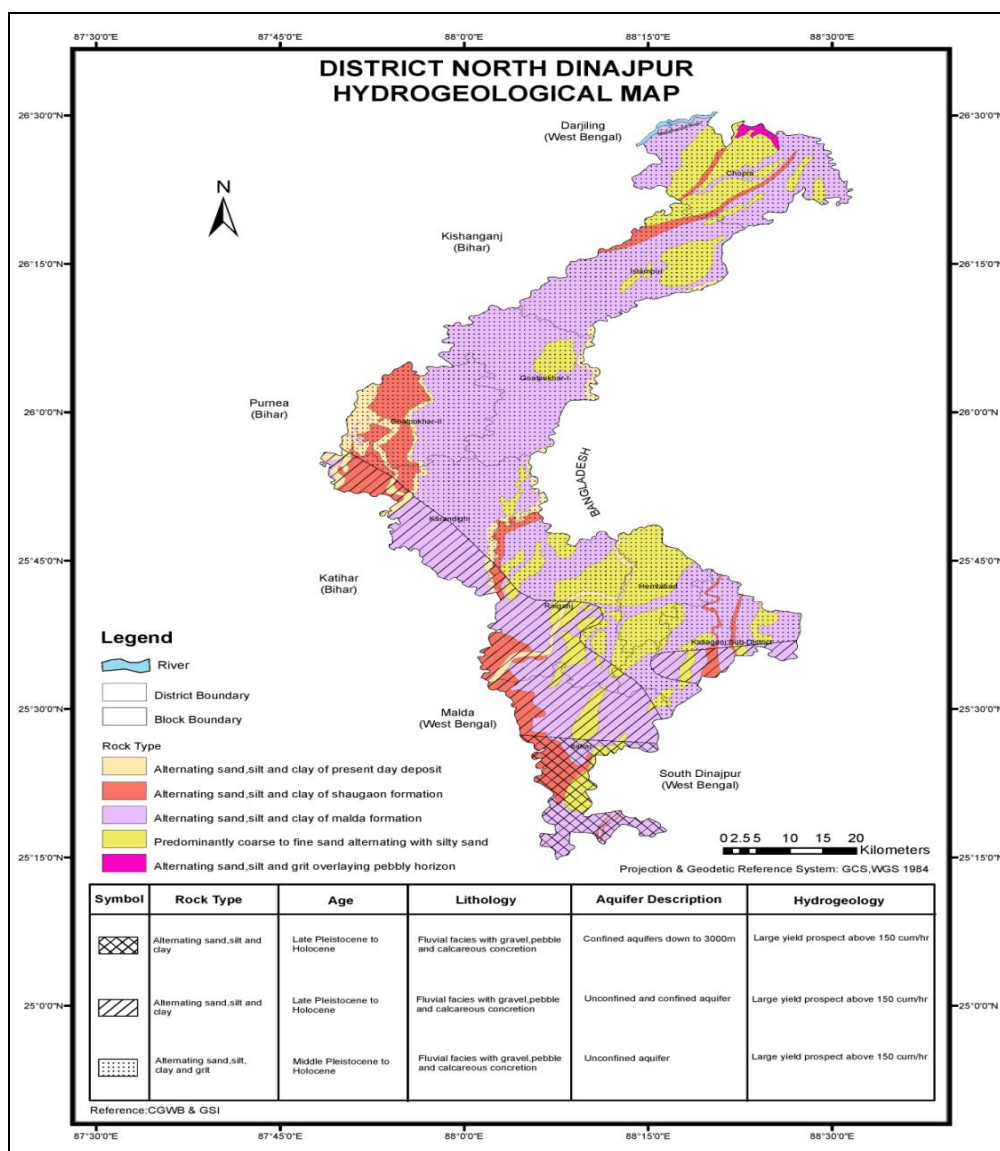 87°30'0"E 87°45'0"E 88°0'0"E 88°15'0"E 88°30'0"E
DISTRICT NORTH DINAJPUR
HYDROGEOLOGICAL MAP
26°30'0"N 26°30'0"N
Darjiling
(West Bengal)
Chopra
N
Kishanganj
(Bihar)
26°15'0"N 26°15'0"N
Islampur
Goalpokhar-I
Purnea
(Bihar)
26°0'0"N 26°0'0"N
Goalpokhar-II
BANGLADESH
Karandighi
25°45'0"N 25°45'0"N
Katihar
(Bihar)
Hemtabad
Raiganj
Kaliaganj Sub-District
Legend
River
District Boundary
Block Boundary
Malda
(West Bengal)
25°30'0"N 25°30'0"N
Itahar
South Dinajpur
(West Bengal)
Rock Type
Alternating sand,silt and clay of present day deposit
Alternating sand,silt and clay of shaugaon formation
Alternating sand,silt and clay of malda formation
Predominantly coarse to fine sand alternating with silty sand
Alternating sand,silt and grit overlaying pebbly horizon
0 2.5 5 10 15 20
Kilometers
25°15'0"N 25°15'0"N
Projection & Geodetic Reference System: GCS,WGS 1984
Symbol Rock Type Age Lithology Aquifer Description Hydrogeology
Alternating sand,silt and Late Pleistocene to Fluvial facies with gravel,pebble Confined aquifers down to 3000m Large yield prospect above 150 cum/hr
clay Holocene and calcareous concretion
25°0'0"N 25°0'0"N
Alternating sand,silt and Late Pleistocene to Fluvial facies with gravel,pebble Unconfined and confined aquifer Large yield prospect above 150 cum/hr
clay Holocene and calcareous concretion
Alternating sand,silt, Middle Pleistocene to Fluvial facies with gravel,pebble Unconfined aquifer Large yield prospect above 150 cum/hr
clay and grit Holocene and calcareous concretion
Reference:CGWB & GSI
87°30'0"E 87°45'0"E 88°0'0"E 88°15'0"E 88°30'0"E